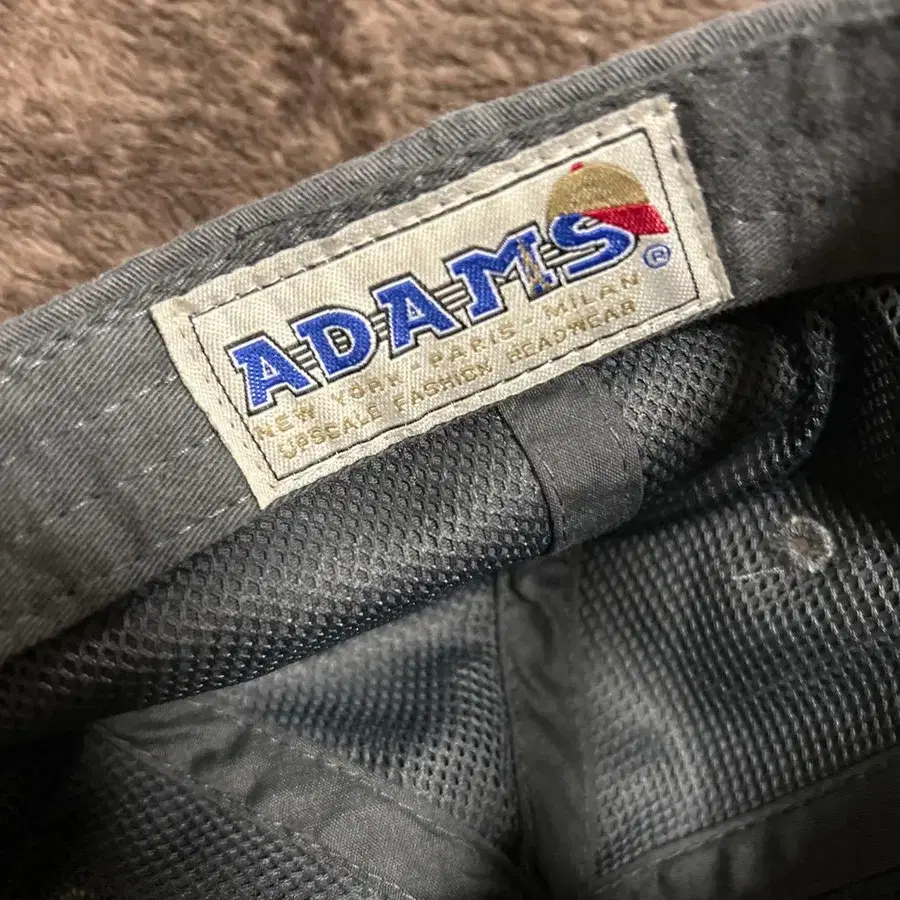 ADAMS®
NEW YORK - PARIS - MILAN
UPSCALE FASHION HEADWEAR